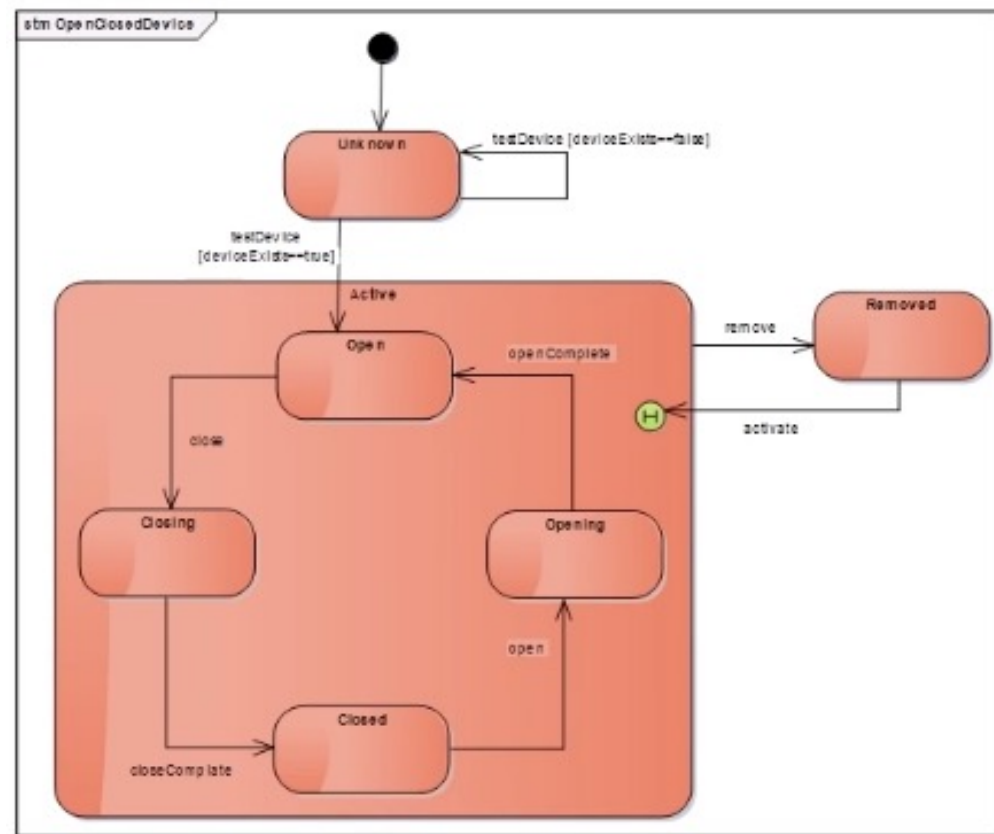 stm OpenClosedDevice
Unknown
testDevice [deviceExists==false]
testDevice
[deviceExists==true]
Active
Removed
Open
openComplete
remove
H
activate
close
Closing
Opening
open
Closed
closeComplate